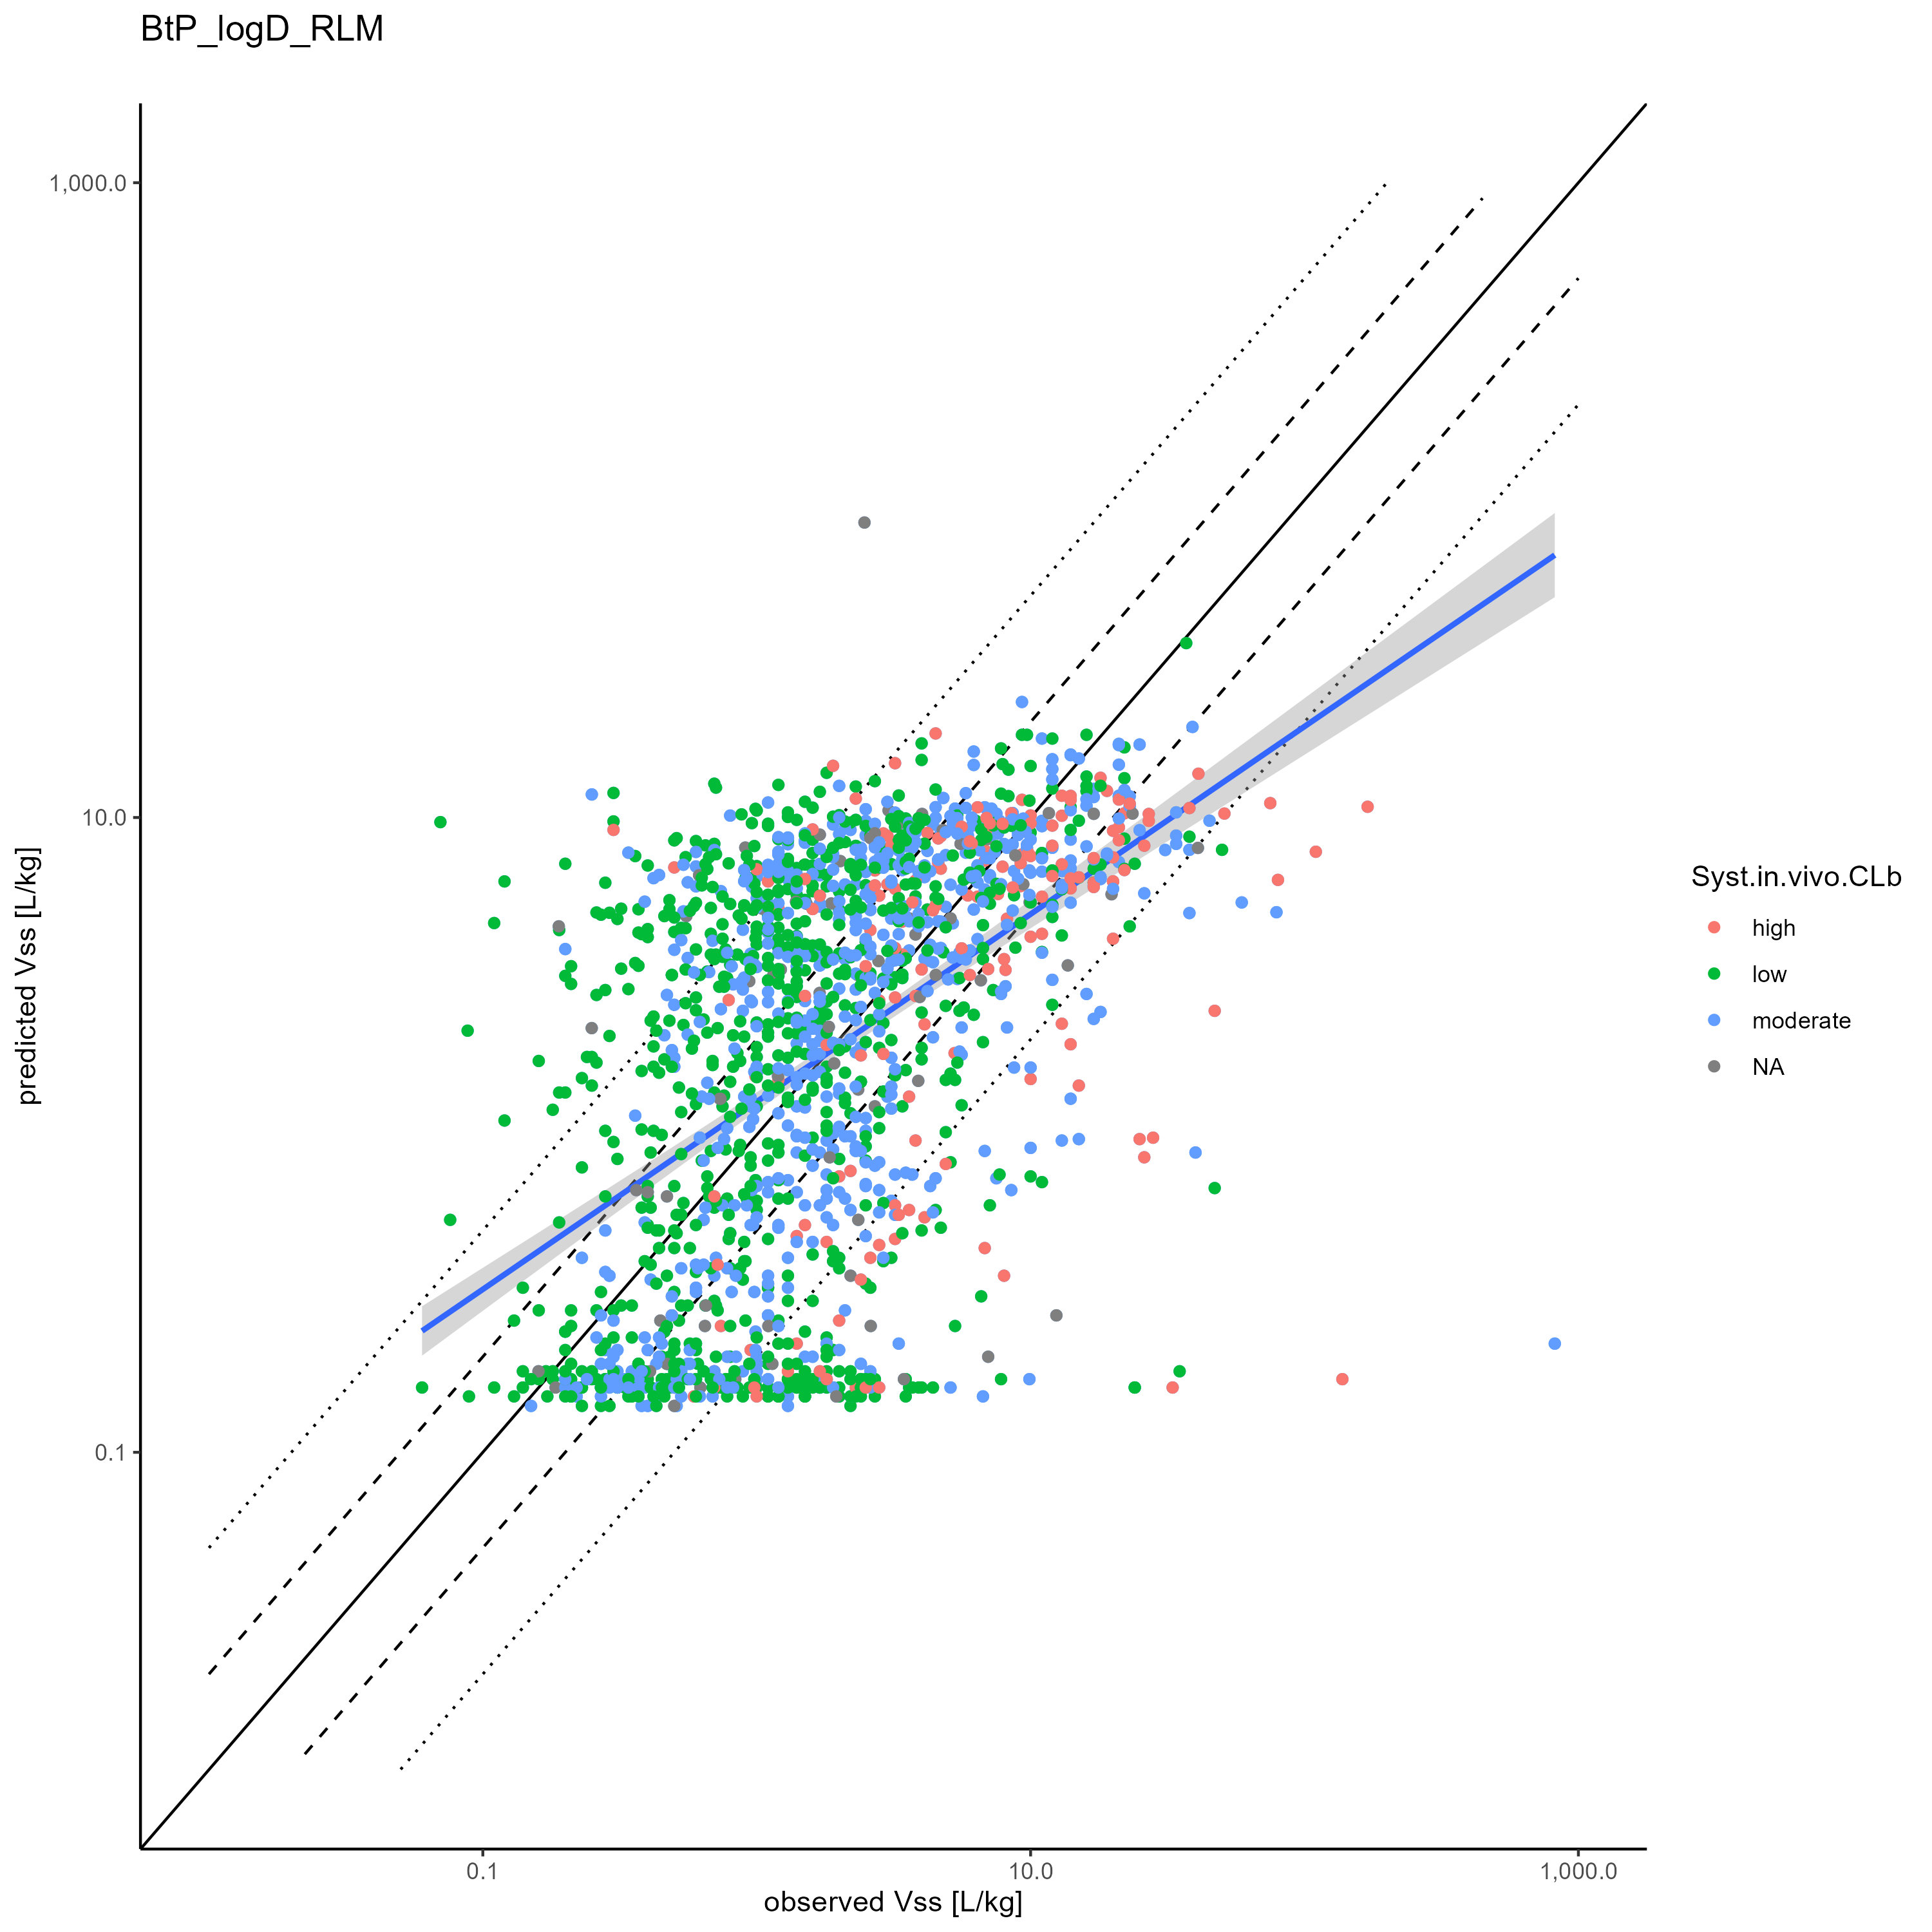 BtP_logD_RLM
predicted Vss [L/kg]
1,000.0
10.0
0.1
0.1
10.0
1,000.0
observed Vss [L/kg]
Syst.in.vivo.CLb
high
low
moderate
NA